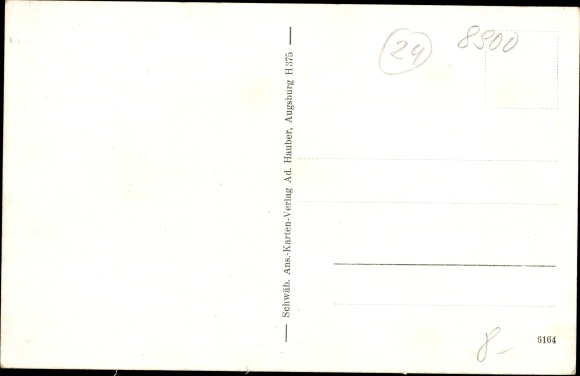 24
8900
Schwäb. Ans.-Karten-Verlag Ad. Hauber, Augsburg H 375
8-
5164